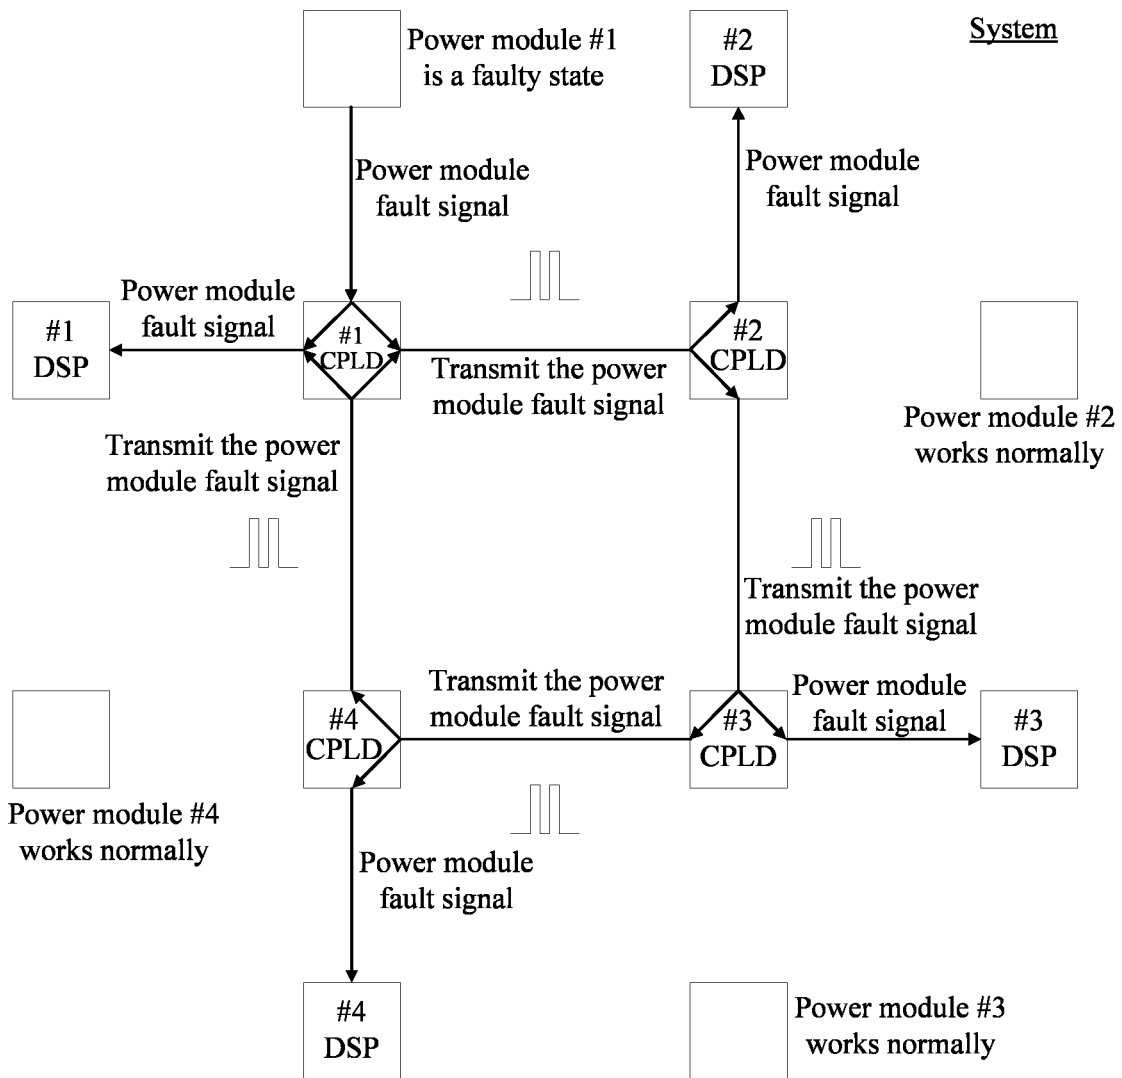 System
Power module #1
is a faulty state
#2
DSP
Power module
fault signal
Power module
fault signal
Power module
fault signal
#1
DSP
#1
CPLD
#2
CPLD
Transmit the power
module fault signal
Power module #2
works normally
Transmit the power
module fault signal
Transmit the power
module fault signal
Transmit the power
module fault signal
Power module
fault signal
#4
CPLD
#3
CPLD
#3
DSP
Power module #4
works normally
Power module
fault signal
#4
DSP
Power module #3
works normally